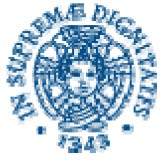 IN SUPREMÆ DIGNITATIS
1343